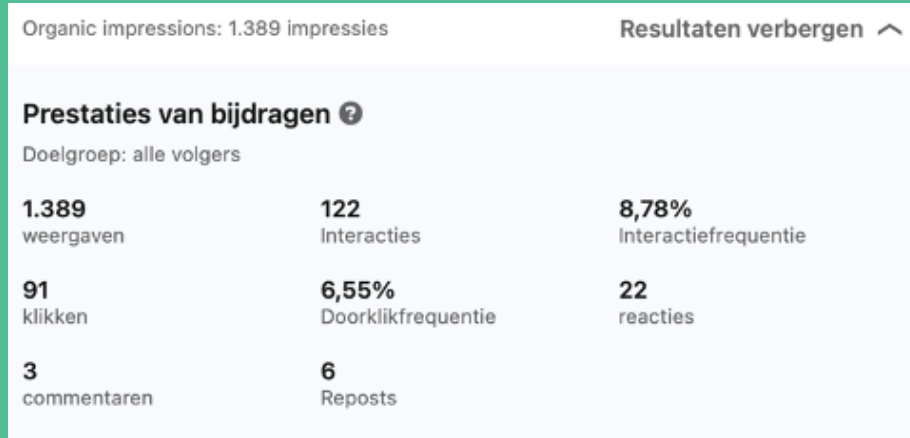 Organic impressions: 1.389 impressies
Resultaten verbergen
Prestaties van bijdragen
Doelgroep: alle volgers
1.389
weergaven
122
Interacties
8,78%
Interactiefrequentie
91
klikken
6,55%
Doorklikfrequentie
22
reacties
3
commentaren
6
Reposts